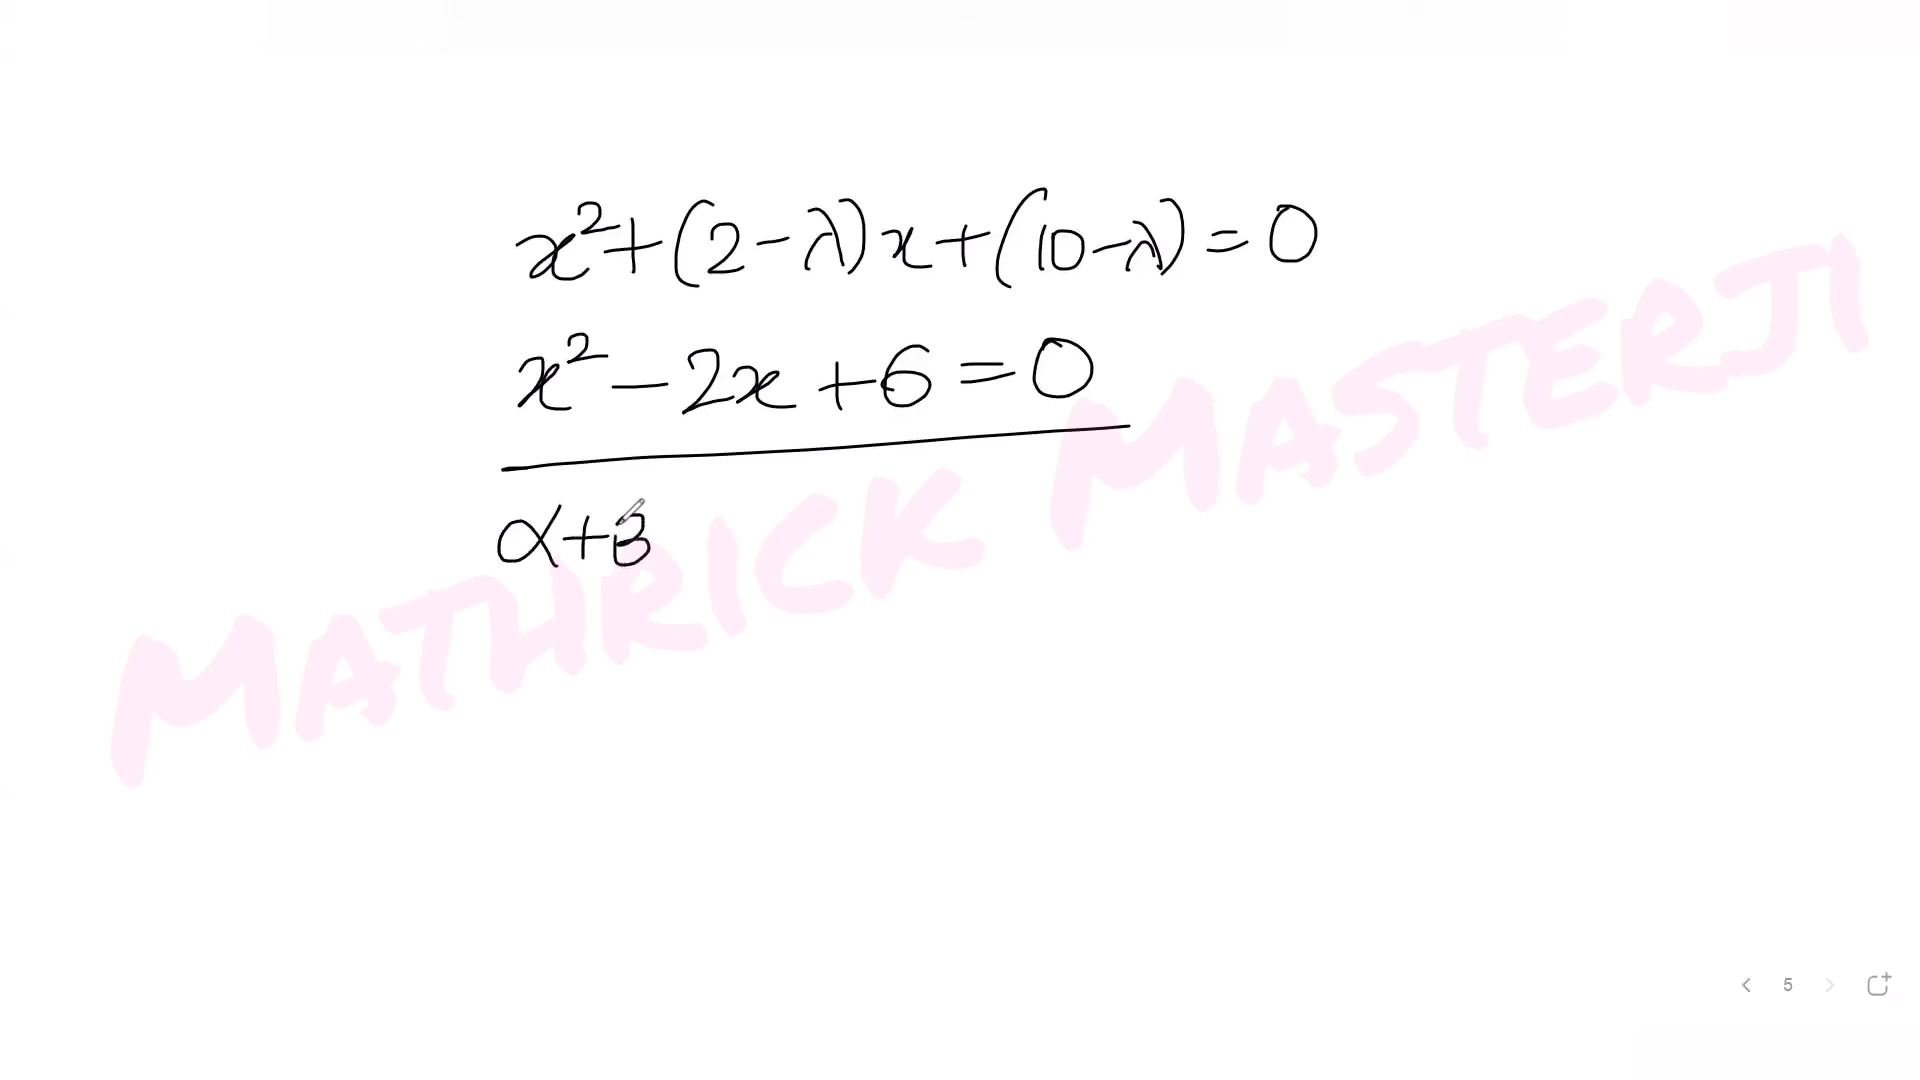 x²+(2-λ)x+(10-λ)=0
x²-2x+6=0
α+β
MATHRICK MASTERJI
< 5 >